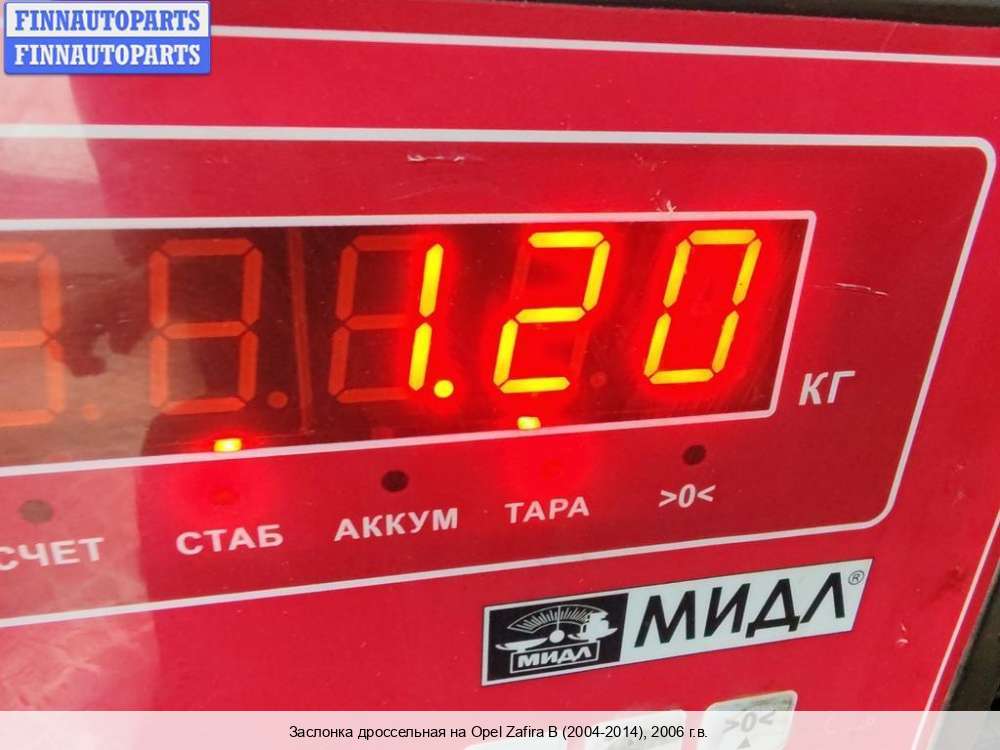 FINNAUTOPARTS
FINNAUTOPARTS
1.20
КГ
СЧЕТ
СТАБ
АККУМ
ТАРА
>0<
МИДЛ
МИДЛ®
>0<
Заслонка дроссельная на Opel Zafira B (2004-2014), 2006 г.в.